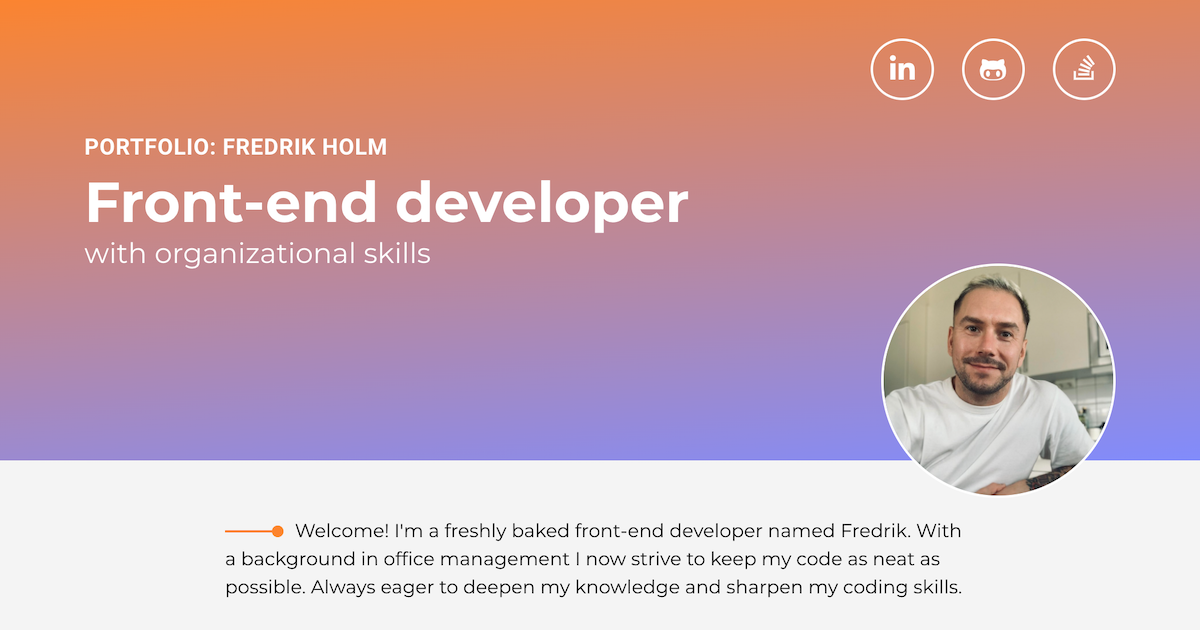 in
PORTFOLIO: FREDRIK HOLM
Front-end developer
with organizational skills
Welcome! I'm a freshly baked front-end developer named Fredrik. With
a background in office management I now strive to keep my code as neat as
possible. Always eager to deepen my knowledge and sharpen my coding skills.